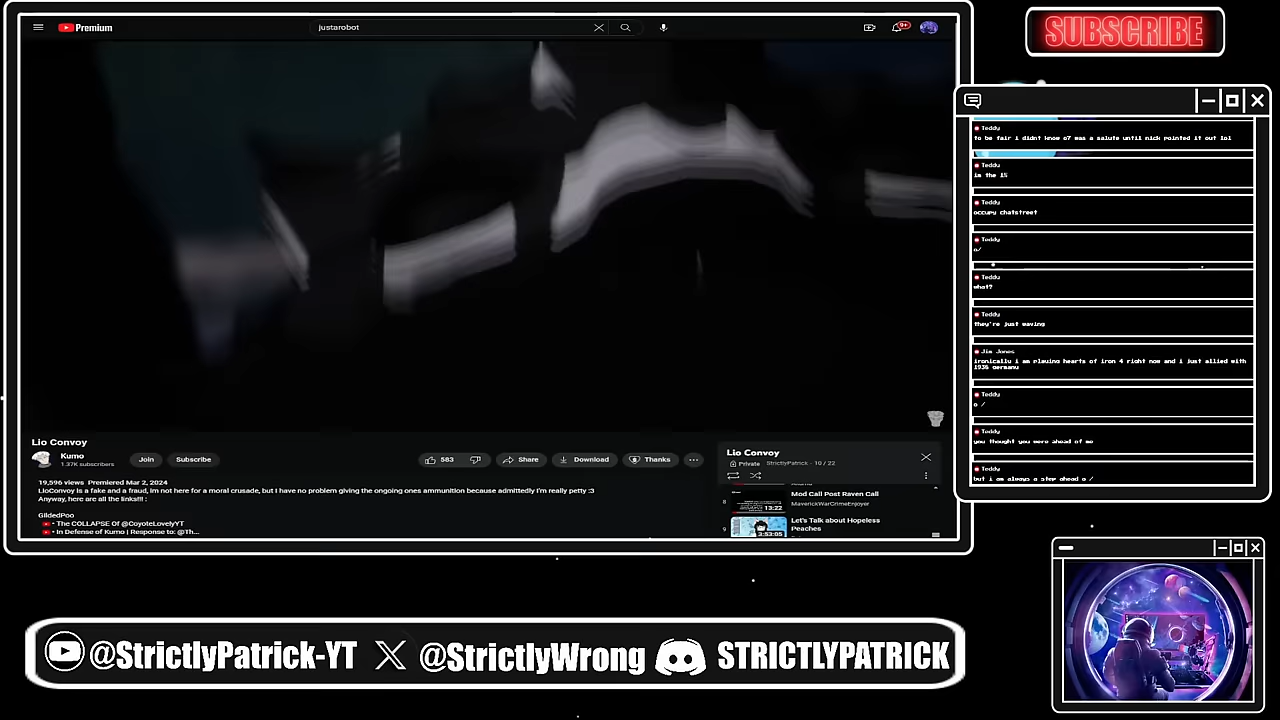 Premium
justarobot
9+
SUBSCRIBE
Teddy
to be fair i didnt know o7 was a salute until nick pointed it out lol
Teddy
im the 1%
Teddy
occupy chatstreet
Teddy
o/
Teddy
what?
Teddy
they're just waving
Jim Jones
ironically i am playing hearts of iron 4 right now and i just allied with
1936 germany
Teddy
o /
Teddy
you thought you were ahead of me
Teddy
but i am always a step ahead o /
Lio Convoy
Kumo
1.37K subscribers
Join
Subscribe
583
Share
Download
Thanks
19,596 views Premiered Mar 2, 2024
LioConvoy is a fake and a fraud, im not here for a moral crusade, but I have no problem giving the ongoing ones ammunition because admittedly I'm really petty :3
Anyway, here are all the links!!! :
GildedPoo
• The COLLAPSE Of @CoyoteLovelyYT
• In Defense of Kumo | Response to: @Th...
Lio Convoy
Private StrictlyPatrick - 10 / 22
8
13:22
Mod Call Post Raven Call
MaverickWarCrimeEnjoyer
9
3:53:05
Let's Talk about Hopeless
Peaches
@StrictlyPatrick-YT
@StrictlyWrong
STRICTLYPATRICK